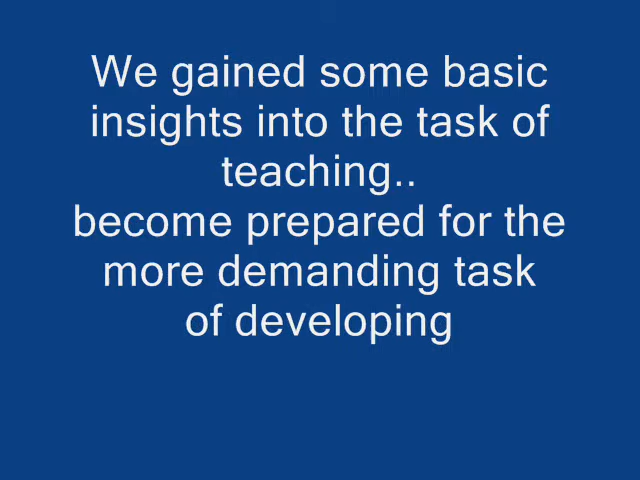 We gained some basic
insights into the task of
teaching..
become prepared for the
more demanding task
of developing